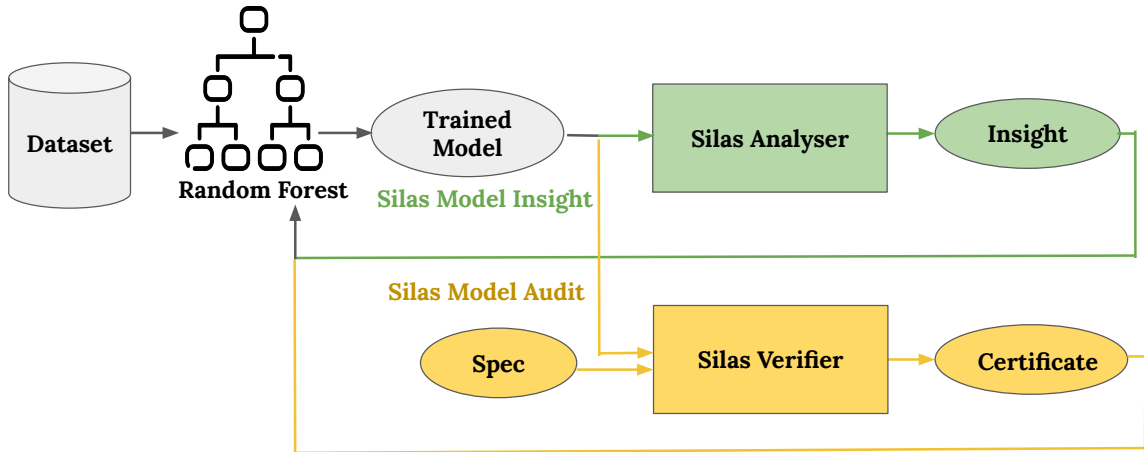 Dataset
Random Forest
Trained
Model
Silas Analyser
Insight
Silas Model Insight
Silas Model Audit
Spec
Silas Verifier
Certificate